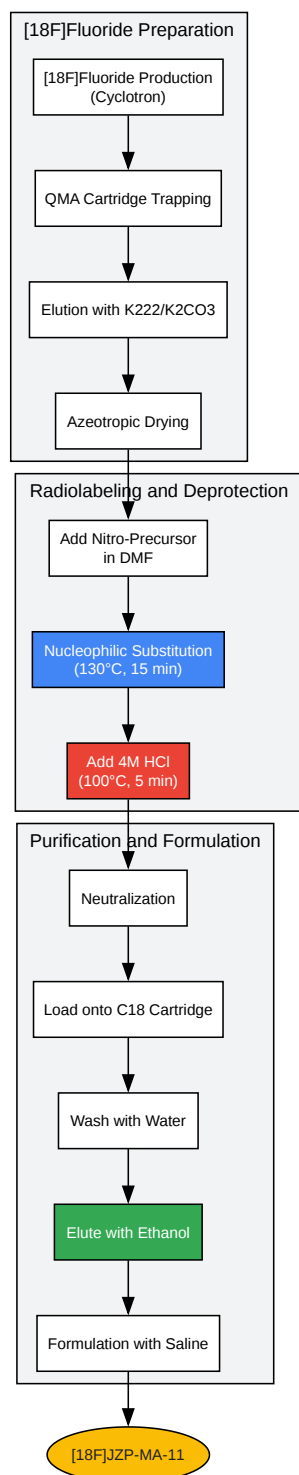 [18F]Fluoride Preparation
[18F]Fluoride Production
(Cyclotron)
QMA Cartridge Trapping
Elution with K222/K2CO3
Azeotropic Drying
Radiolabeling and Deprotection
Add Nitro-Precursor
in DMF
Nucleophilic Substitution
(130°C, 15 min)
Add 4M HCl
(100°C, 5 min)
Purification and Formulation
Neutralization
Load onto C18 Cartridge
Wash with Water
Elute with Ethanol
Formulation with Saline
[18F]JZP-MA-11